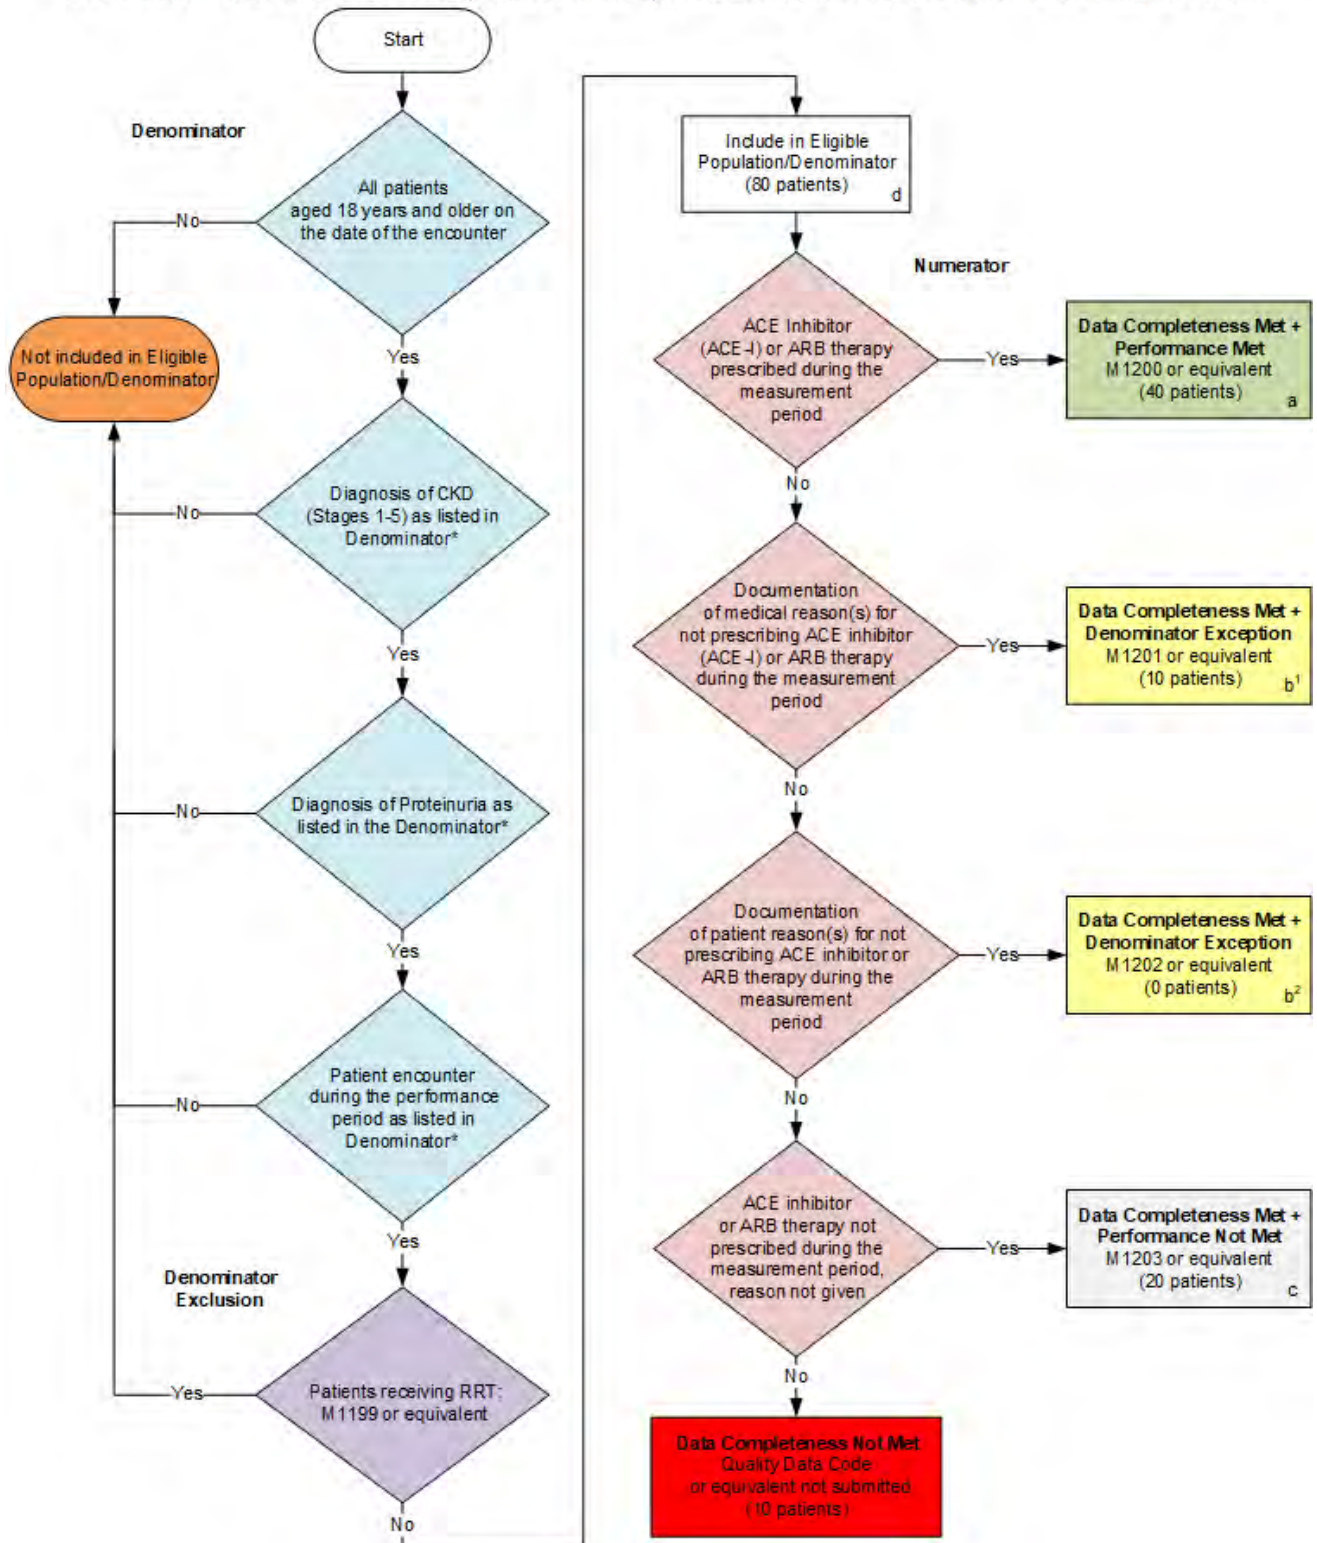 Start
Denominator
All patients
aged 18 years and older on
the date of the encounter
No
Not included in Eligible
Population/Denominator
Yes
Diagnosis of CKD
(Stages 1-5) as listed in
Denominator*
No
Yes
Diagnosis of Proteinuria as
listed in the Denominator*
No
Yes
Patient encounter
during the performance
period as listed in
Denominator*
No
Yes
Denominator
Exclusion
Patients receiving RRT:
M1199 or equivalent
Yes
No
Include in Eligible
Population/Denominator
(80 patients)
d
Numerator
ACE Inhibitor
(ACE-I) or ARB therapy
prescribed during the
measurement
period
Yes
Data Completeness Met +
Performance Met
M1200 or equivalent
(40 patients)
a
No
Documentation
of medical reason(s) for
not prescribing ACE inhibitor
(ACE-I) or ARB therapy
during the measurement
period
Yes
Data Completeness Met +
Denominator Exception
M1201 or equivalent
(10 patients)
b¹
No
Documentation
of patient reason(s) for not
prescribing ACE inhibitor or
ARB therapy during the
measurement
period
Yes
Data Completeness Met +
Denominator Exception
M1202 or equivalent
(0 patients)
b²
No
ACE inhibitor
or ARB therapy not
prescribed during the
measurement period,
reason not given
Yes
Data Completeness Met +
Performance Not Met
M1203 or equivalent
(20 patients)
c
No
Data Completeness Not Met
Quality Data Code
or equivalent not submitted
(10 patients)